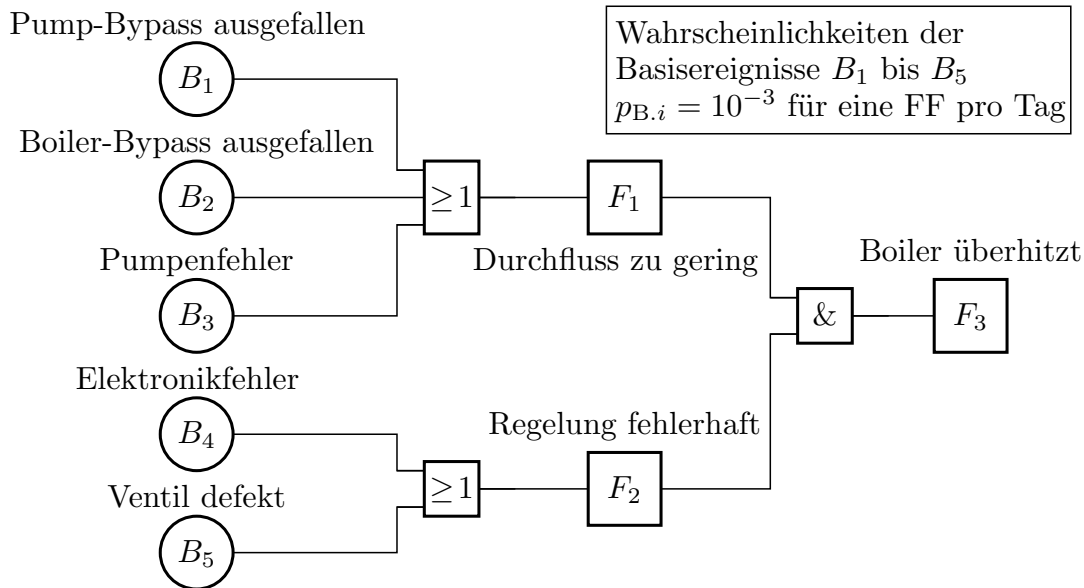 Pump-Bypass ausgefallen
B₁
Wahrscheinlichkeiten der
Basisereignisse B₁ bis B₅
p_B.i = 10⁻³ für eine FF pro Tag
Boiler-Bypass ausgefallen
B₂
≥1
F₁
Pumpenfehler
Durchfluss zu gering
Boiler überhitzt
B₃
&
F₃
Elektronikfehler
B₄
Regelung fehlerhaft
Ventil defekt
≥1
F₂
B₅